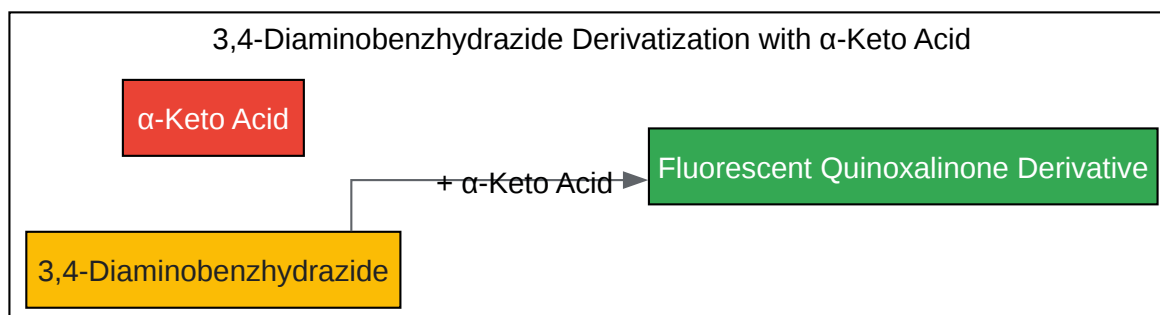 3,4-Diaminobenzhydrazide Derivatization with α-Keto Acid
α-Keto Acid
Fluorescent Quinoxalinone Derivative
+ α-Keto Acid
3,4-Diaminobenzhydrazide